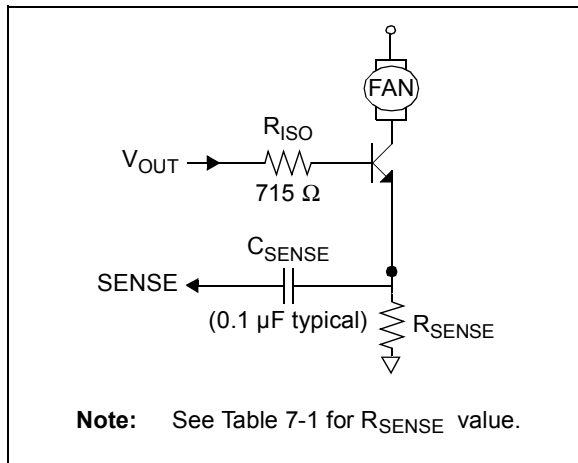 FAN
R_ISO
V_OUT
715 Ω
C_SENSE
SENSE
(0.1 µF typical)
R_SENSE
Note: See Table 7-1 for R_SENSE value.